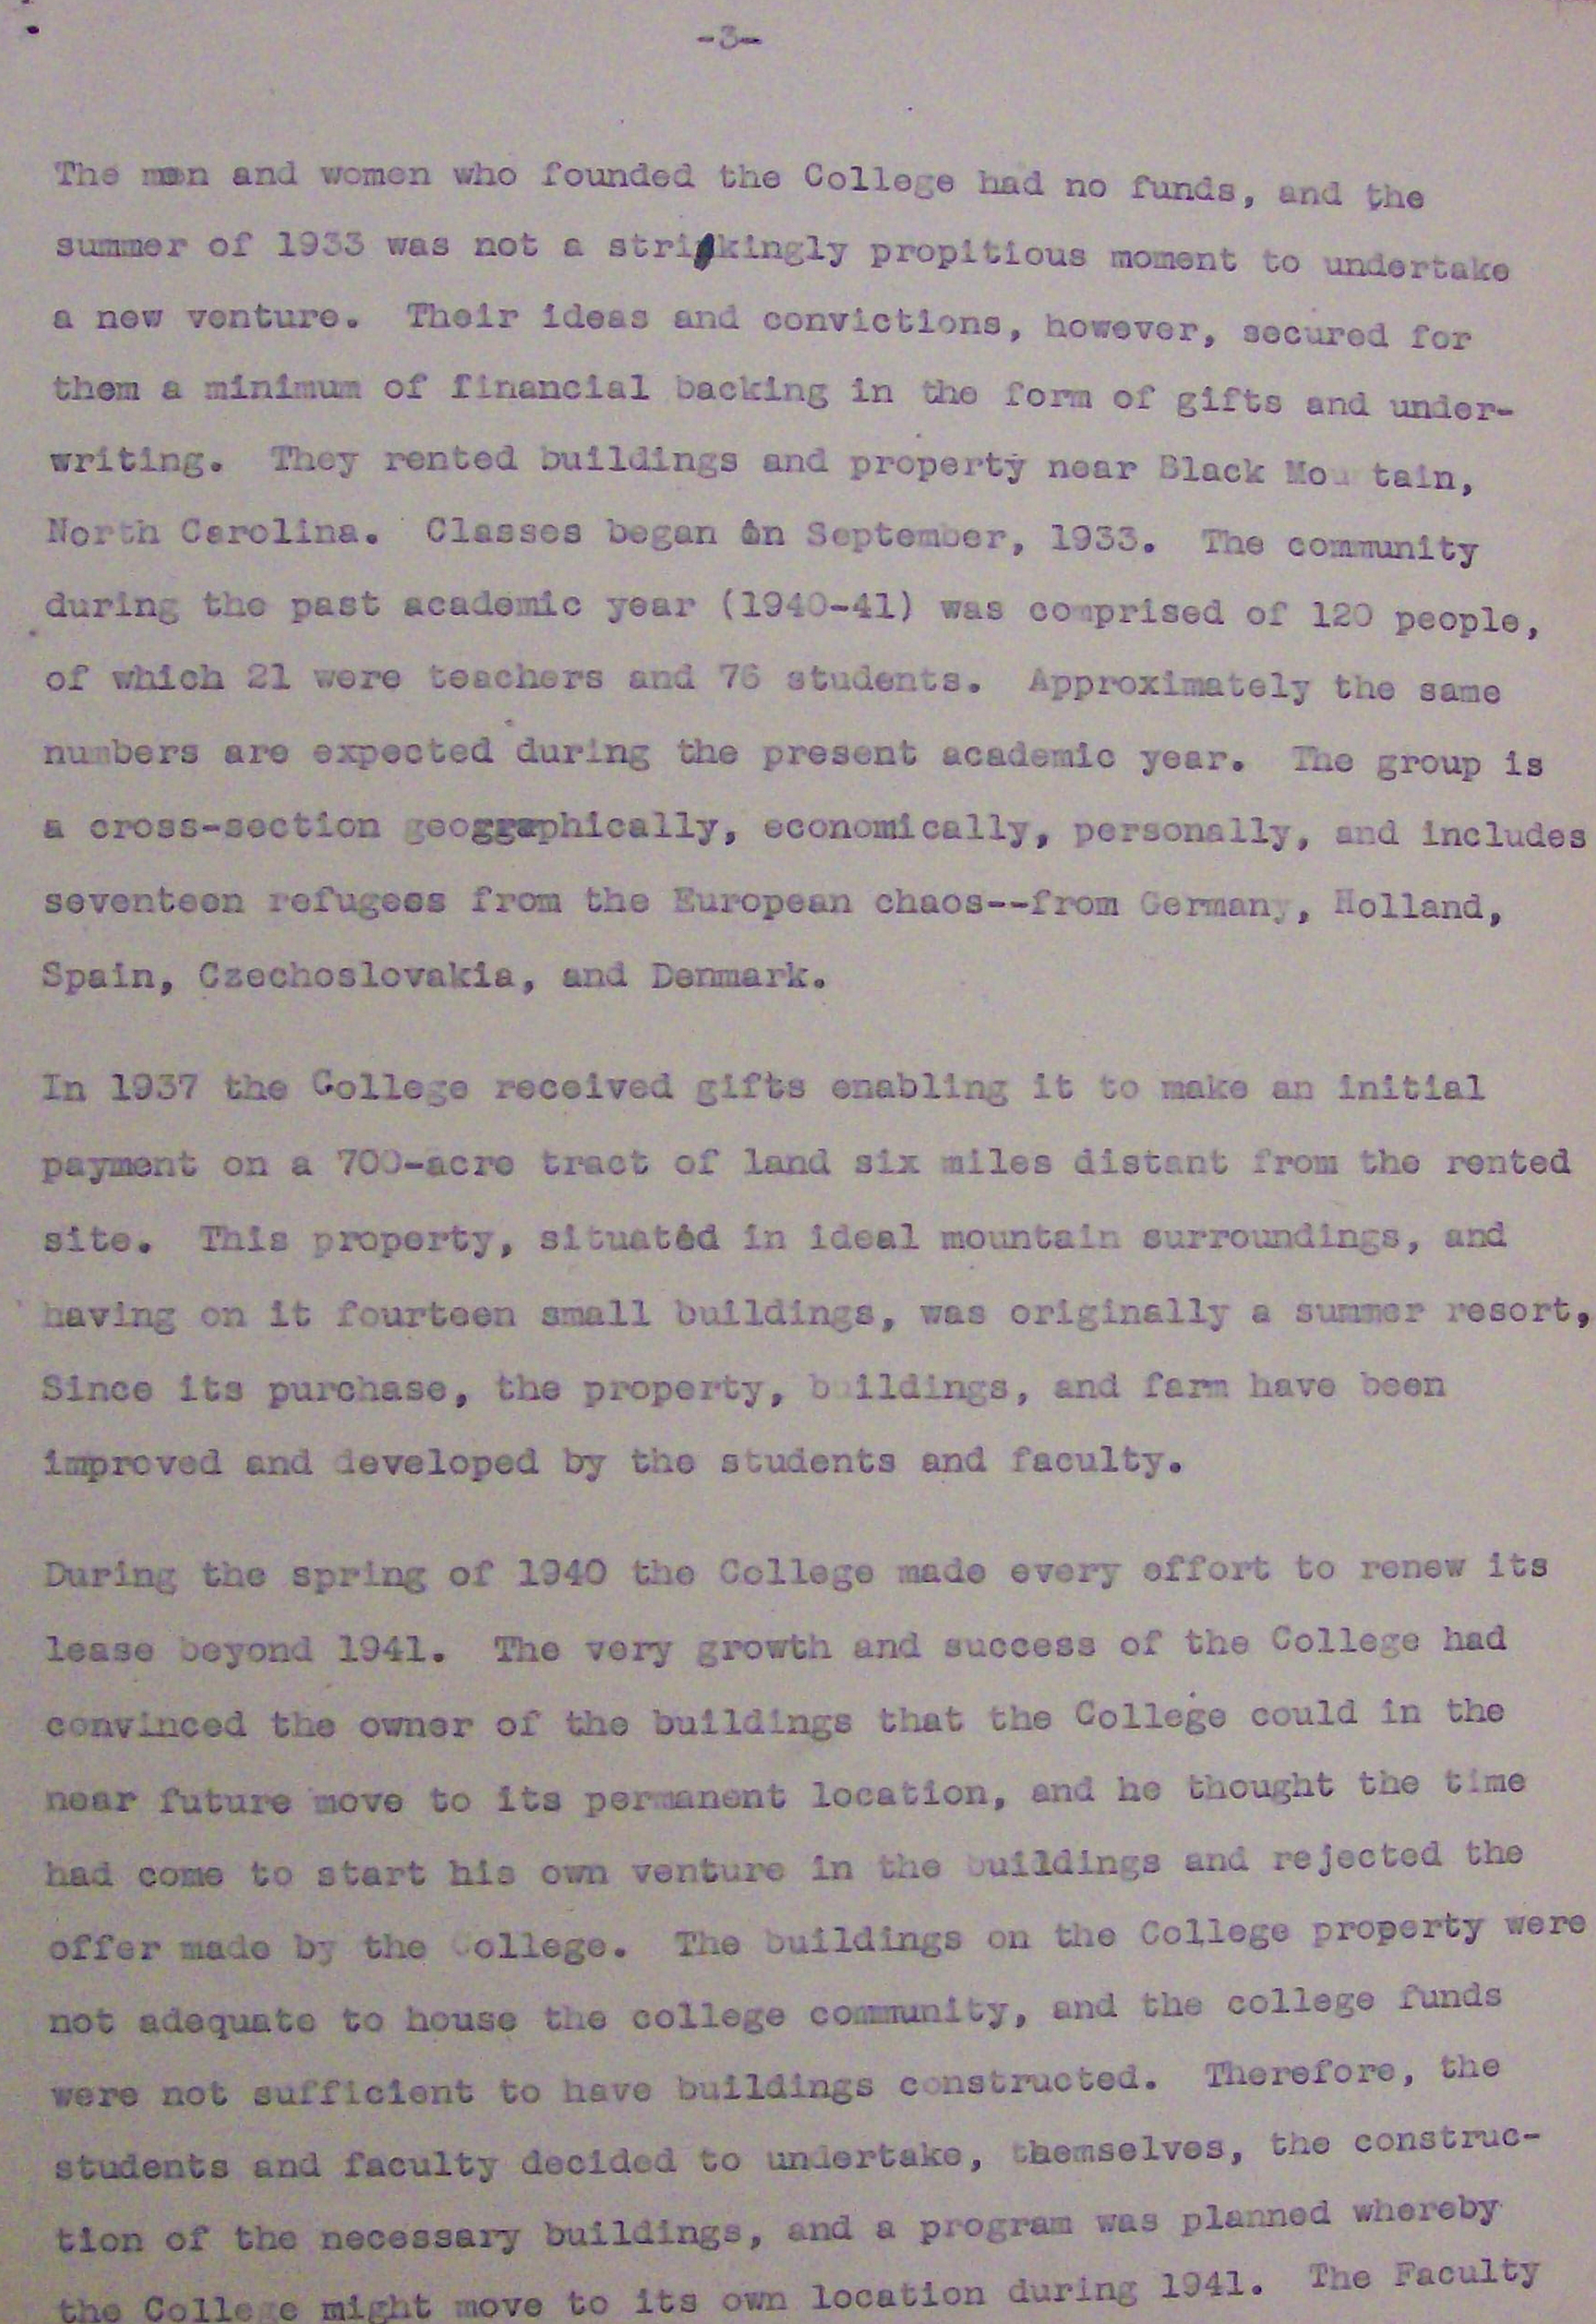 -3-
The men and women who founded the College had no funds, and the
summer of 1933 was not a strikingly propitious moment to undertake
a new venture. Their ideas and convictions, however, secured for
them a minimum of financial backing in the form of gifts and under-
writing. They rented buildings and property near Black Mou tain,
North Carolina. Classes began in September, 1933. The community
during the past academic year (1940-41) was comprised of 120 people,
of which 21 were teachers and 76 students. Approximately the same
numbers are expected during the present academic year. The group is
a cross-section geographically, economically, personally, and includes
seventeen refugees from the European chaos--from Germany, Holland,
Spain, Czechoslovakia, and Denmark.
In 1937 the College received gifts enabling it to make an initial
payment on a 700-acre tract of land six miles distant from the rented
site. This property, situated in ideal mountain surroundings, and
having on it fourteen small buildings, was originally a summer resort,
Since its purchase, the property, buildings, and farm have been
improved and developed by the students and faculty.
During the spring of 1940 the College made every effort to renew its
lease beyond 1941. The very growth and success of the College had
convinced the owner of the buildings that the College could in the
near future move to its permanent location, and he thought the time
had come to start his own venture in the buildings and rejected the
offer made by the College. The buildings on the College property were
not adequate to house the college community, and the college funds
were not sufficient to have buildings constructed. Therefore, the
students and faculty decided to undertake, themselves, the construc-
tion of the necessary buildings, and a program was planned whereby
the College might move to its own location during 1941. The Faculty